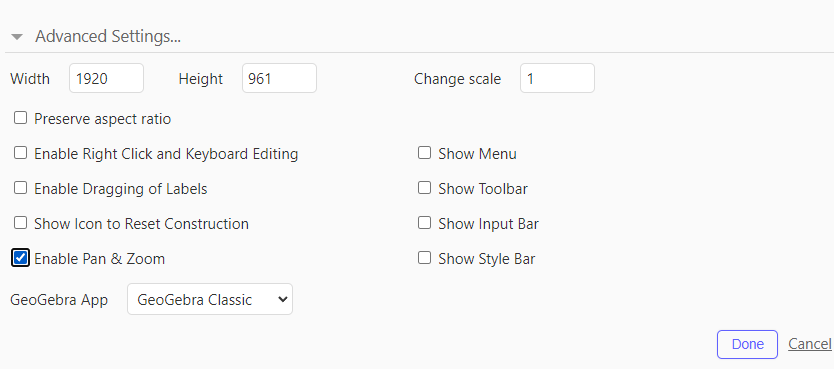 Advanced Settings...
Width 1920 Height 961 Change scale 1
Preserve aspect ratio
Enable Right Click and Keyboard Editing Show Menu
Enable Dragging of Labels Show Toolbar
Show Icon to Reset Construction Show Input Bar
Enable Pan & Zoom Show Style Bar
GeoGebra App GeoGebra Classic
Done Cancel